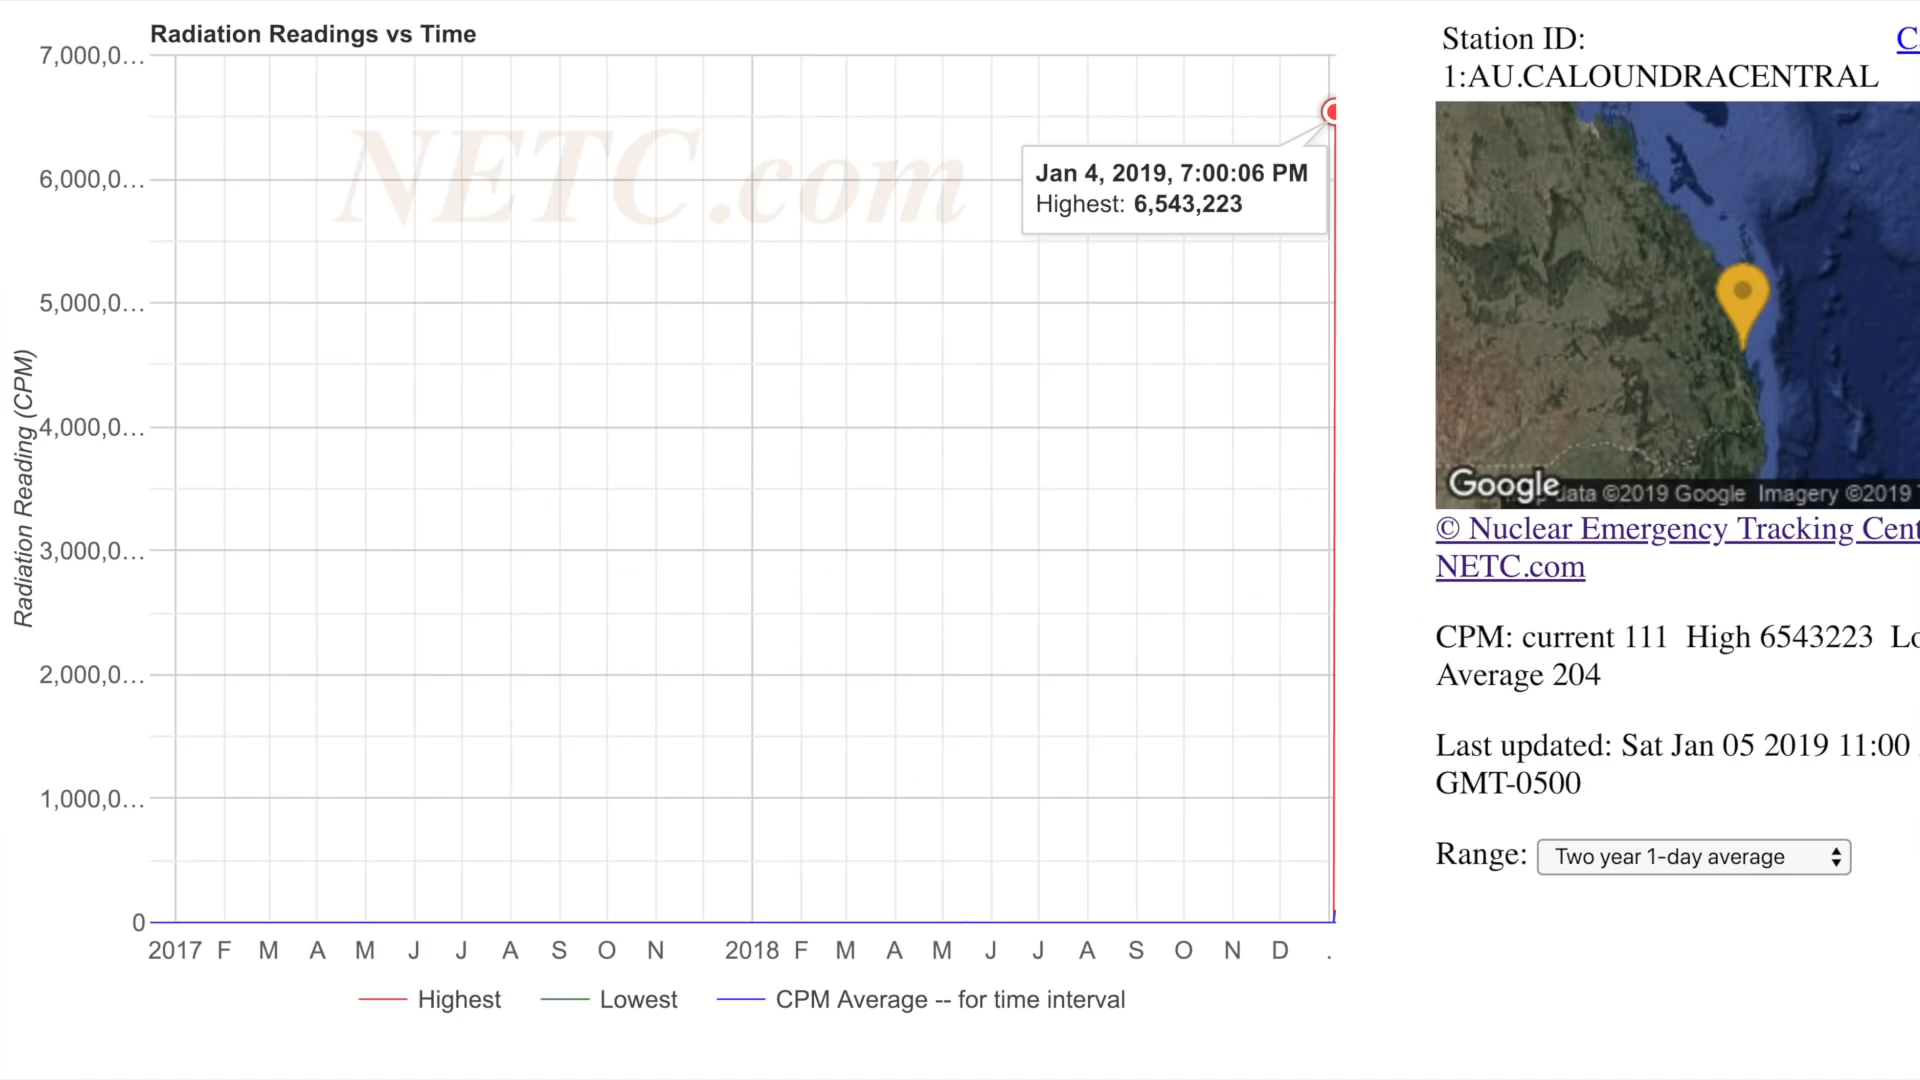 Radiation Readings vs Time
7,000,0...
6,000,0...
5,000,0...
4,000,0...
3,000,0...
2,000,0...
1,000,0...
0
Radiation Reading (CPM)
NETC.com
Jan 4, 2019, 7:00:06 PM
Highest: 6,543,223
2017 F M A M J J A S O N 2018 F M A M J J A S O N D .
Highest Lowest CPM Average -- for time interval
Station ID:
1:AU.CALOUNDRACENTRAL
Google
data ©2019 Google Imagery ©2019
© Nuclear Emergency Tracking Cent
NETC.com
CPM: current 111 High 6543223 Lo
Average 204
Last updated: Sat Jan 05 2019 11:00
GMT-0500
Range: Two year 1-day average